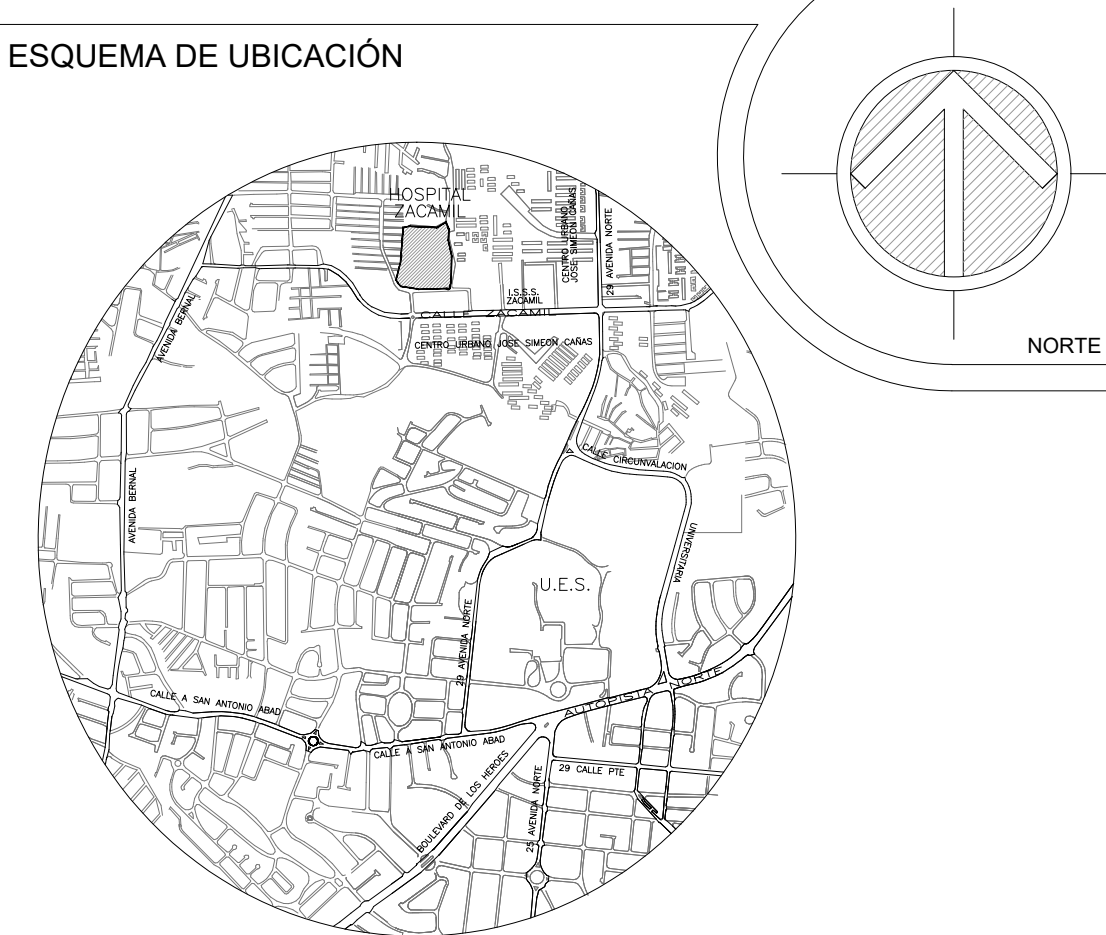 ESQUEMA DE UBICACIÓN
NORTE
HOSPITAL
ZACAMIL
CENTRO URBANO
JOSE SIMEON CAÑAS
29 AVENIDA NORTE
I.S.S.S.
ZACAMIL
CALLE ZACAMIL
CENTRO URBANO JOSE SIMEON CAÑAS
AVENIDA BERNAL
CALLE CIRCUNVALACION
AVENIDA BERNAL
UNIVERSITARIA
U.E.S.
29 AVENIDA NORTE
AUTOPISTA NORTE
CALLE A SAN ANTONIO ABAD
CALLE A SAN ANTONIO ABAD
BOULEVARD DE LOS HEROES
29 CALLE PTE
25 AVENIDA NORTE